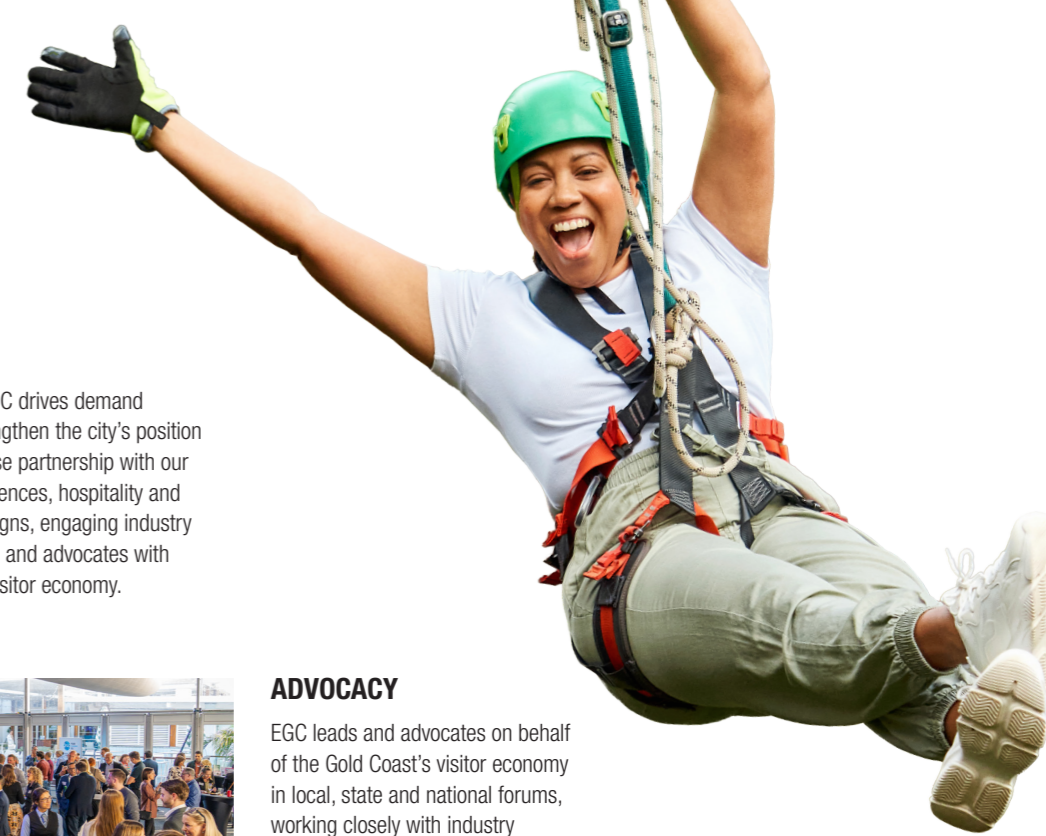 C drives demand
ngthen the city’s position
se partnership with our
ences, hospitality and
igns, engaging industry
and advocates with
sitor economy.
ADVOCACY
EGC leads and advocates on behalf
of the Gold Coast’s visitor economy
in local, state and national forums,
working closely with industry